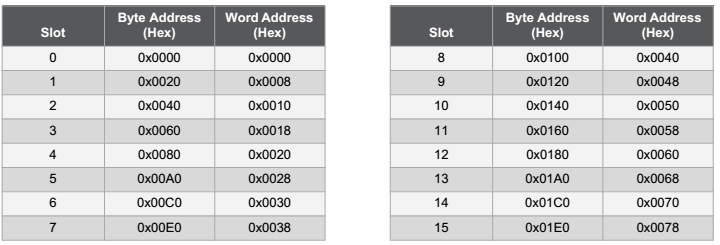 Slot Byte Address (Hex) Word Address (Hex)
0 0x0000 0x0000
1 0x0020 0x0008
2 0x0040 0x0010
3 0x0060 0x0018
4 0x0080 0x0020
5 0x00A0 0x0028
6 0x00C0 0x0030
7 0x00E0 0x0038
Slot Byte Address (Hex) Word Address (Hex)
8 0x0100 0x0040
9 0x0120 0x0048
10 0x0140 0x0050
11 0x0160 0x0058
12 0x0180 0x0060
13 0x01A0 0x0068
14 0x01C0 0x0070
15 0x01E0 0x0078